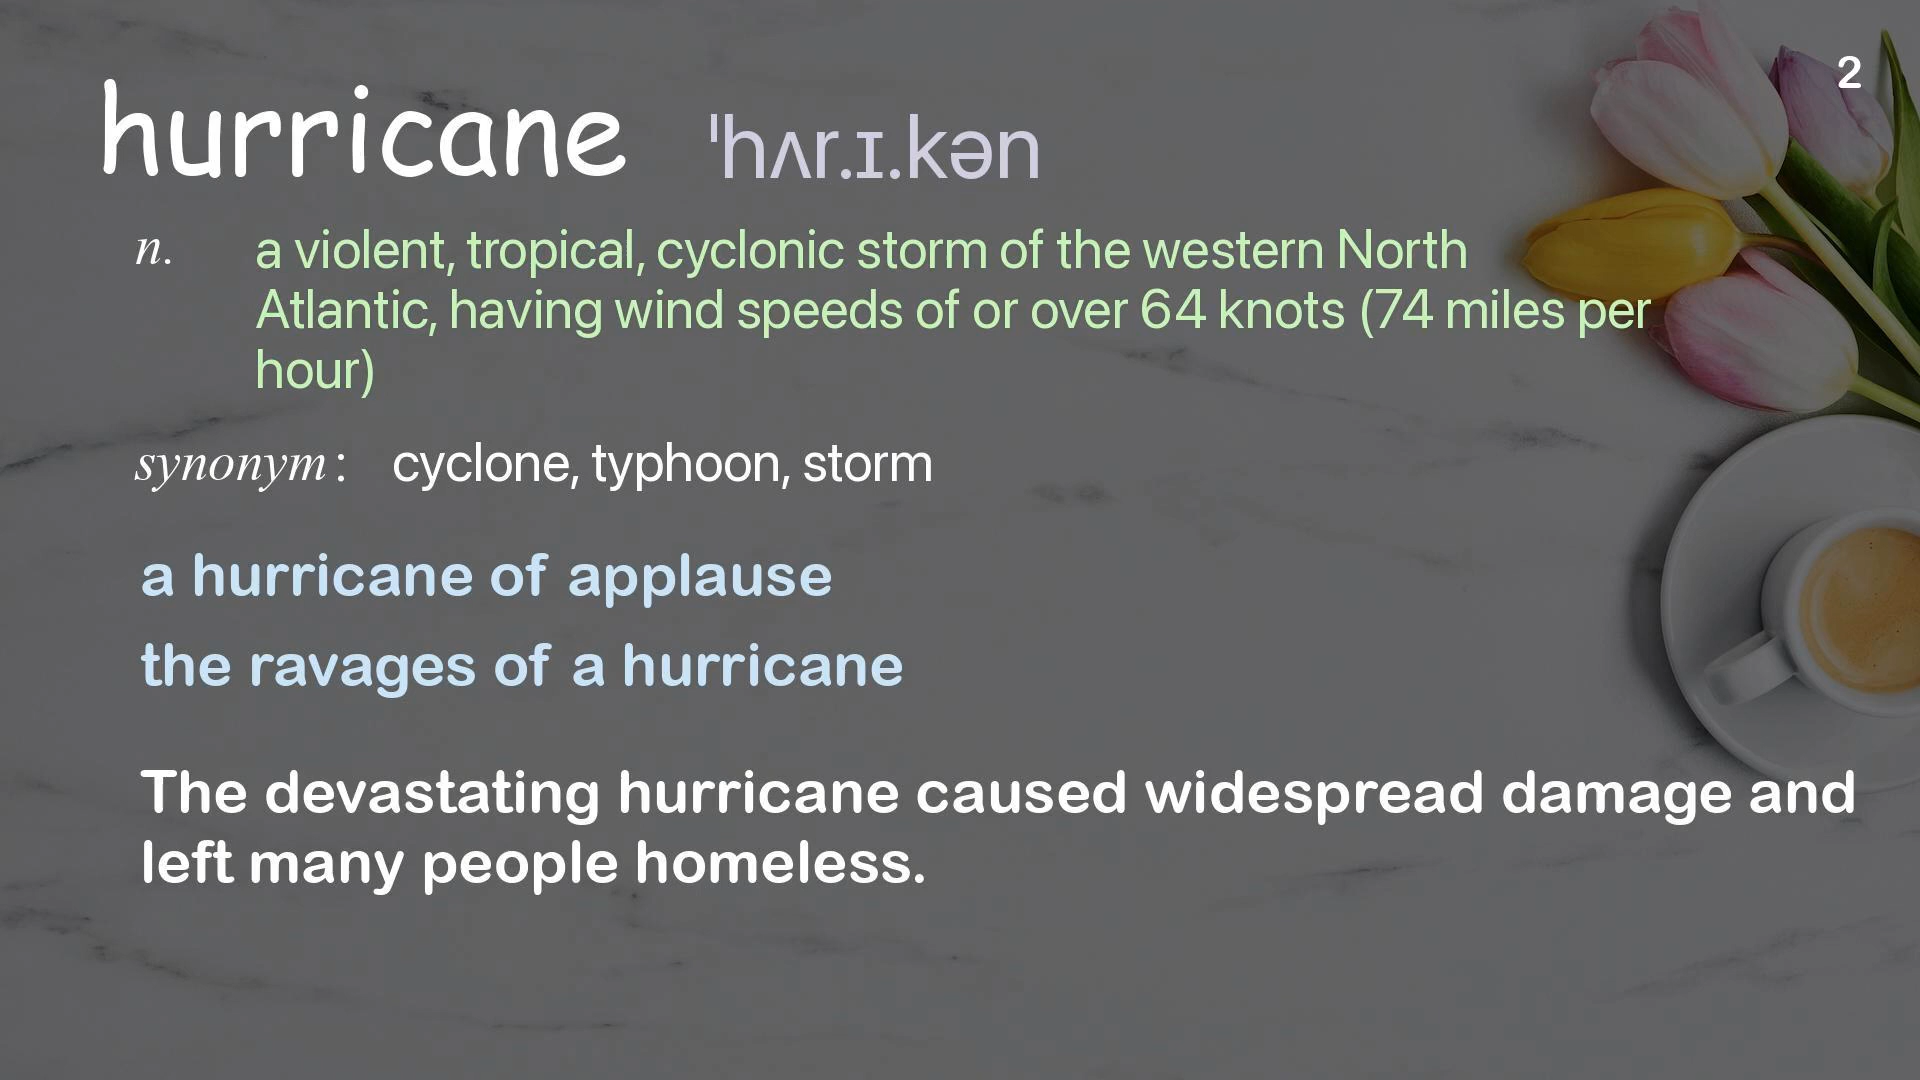 2
hurricane ˈhʌr.ɪ.kən
n. a violent, tropical, cyclonic storm of the western North
Atlantic, having wind speeds of or over 64 knots (74 miles per
hour)
synonym: cyclone, typhoon, storm
a hurricane of applause
the ravages of a hurricane
The devastating hurricane caused widespread damage and
left many people homeless.